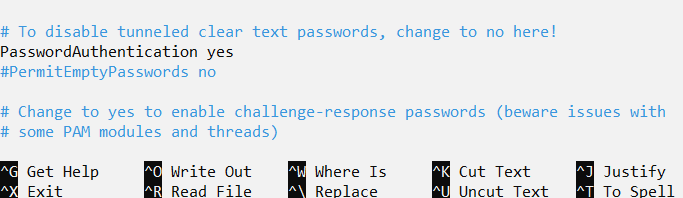 # To disable tunneled clear text passwords, change to no here!
PasswordAuthentication yes
#PermitEmptyPasswords no
# Change to yes to enable challenge-response passwords (beware issues with
# some PAM modules and threads)
^G Get Help ^O Write Out ^W Where Is ^K Cut Text ^J Justify
^X Exit ^R Read File ^\ Replace ^U Uncut Text ^T To Spell